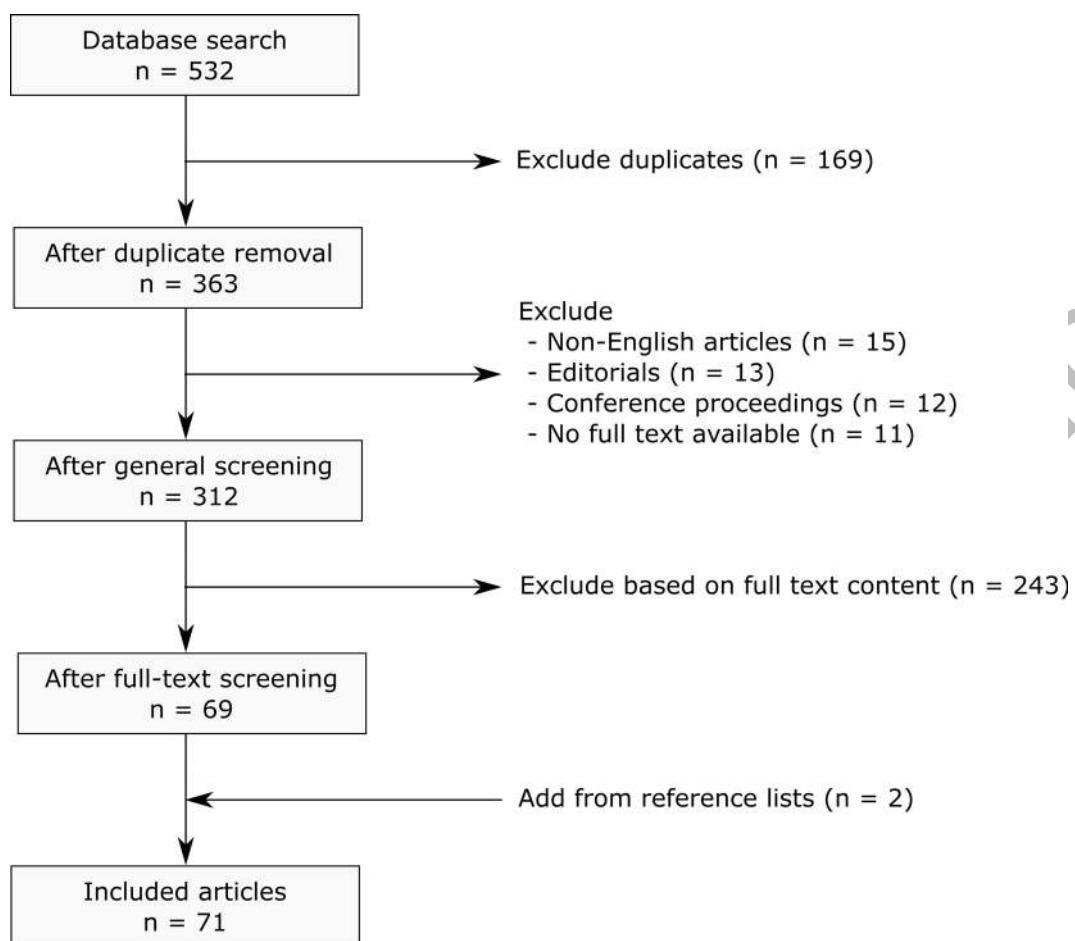 Database search
n = 532
Exclude duplicates (n = 169)
After duplicate removal
n = 363
Exclude
- Non-English articles (n = 15)
- Editorials (n = 13)
- Conference proceedings (n = 12)
- No full text available (n = 11)
After general screening
n = 312
Exclude based on full text content (n = 243)
After full-text screening
n = 69
Add from reference lists (n = 2)
Included articles
n = 71